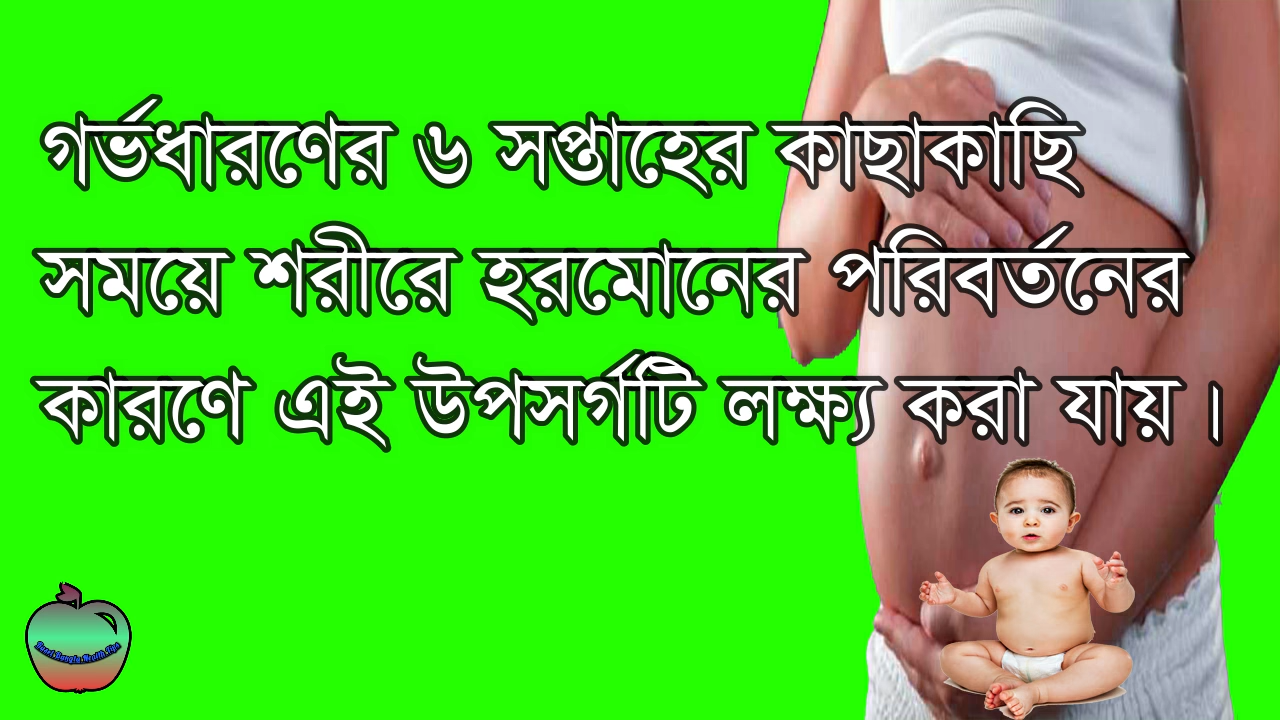 গর্ভধারণের ৬ সপ্তাহের কাছাকাছি
সময়ে শরীরে হরমোনের পরিবর্তনের
কারণে এই উপসর্গটি লক্ষ্য করা যায়।